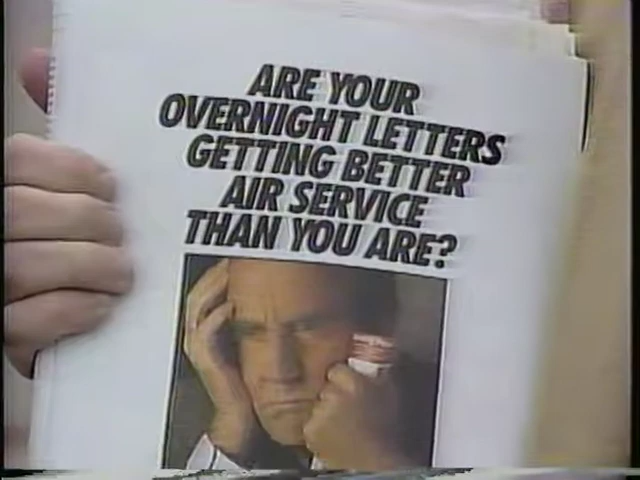 ARE YOUR
OVERNIGHT LETTERS
GETTING BETTER
AIR SERVICE
THAN YOU ARE?